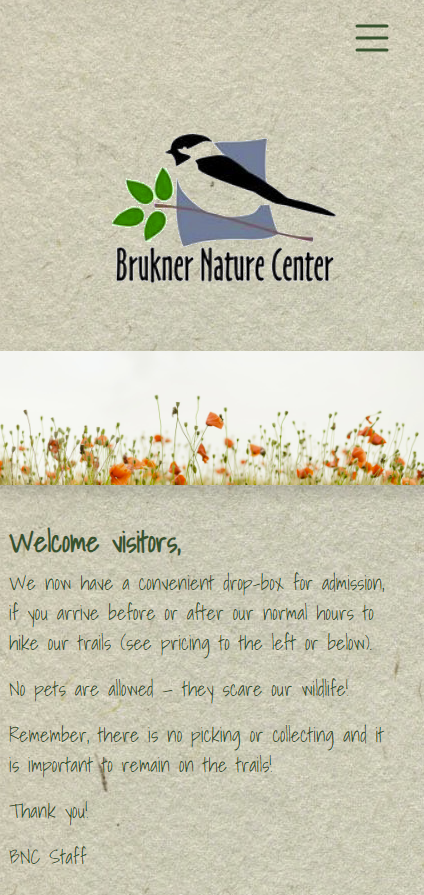 Brukner Nature Center
Welcome visitors,
We now have a convenient drop-box for admission,
if you arrive before or after our normal hours to
hike our trails (see pricing to the left or below).
No pets are allowed – they scare our wildlife!
Remember, there is no picking or collecting and it
is important to remain on the trails!
Thank you!
BNC Staff